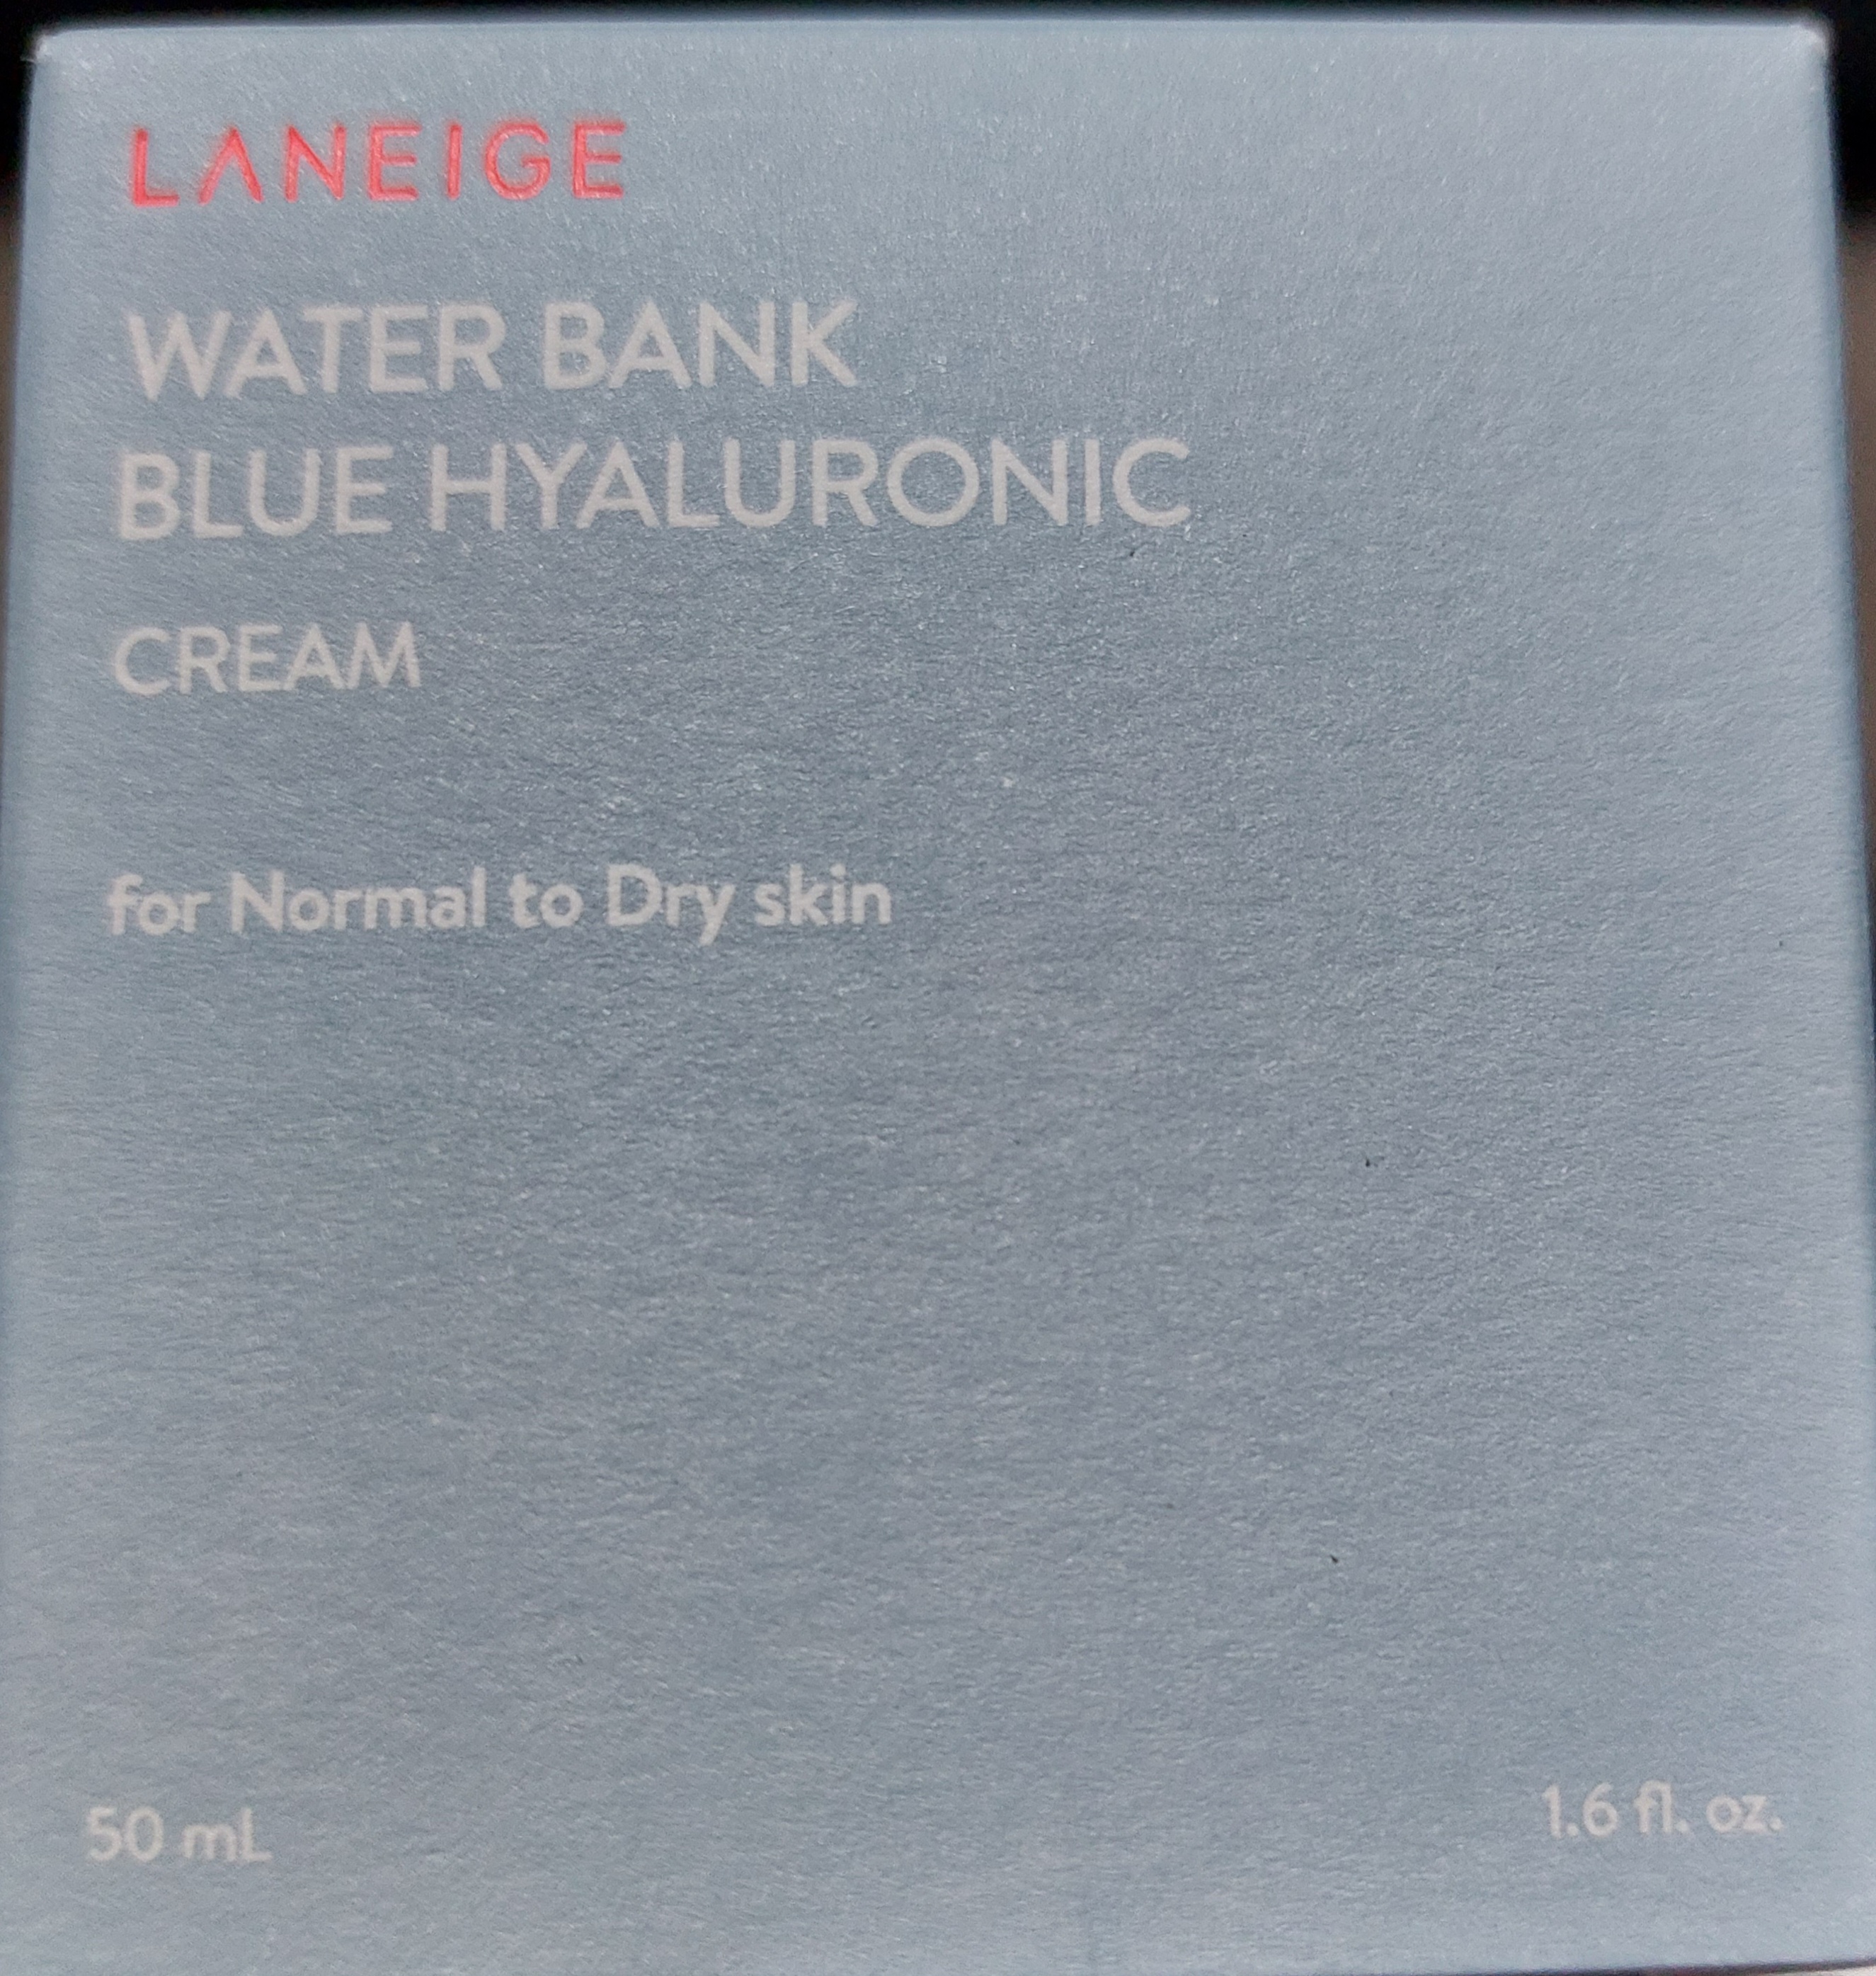 LANEIGE
WATER BANK
BLUE HYALURONIC
CREAM
for Normal to Dry skin
50 mL
1.6 fl. oz.